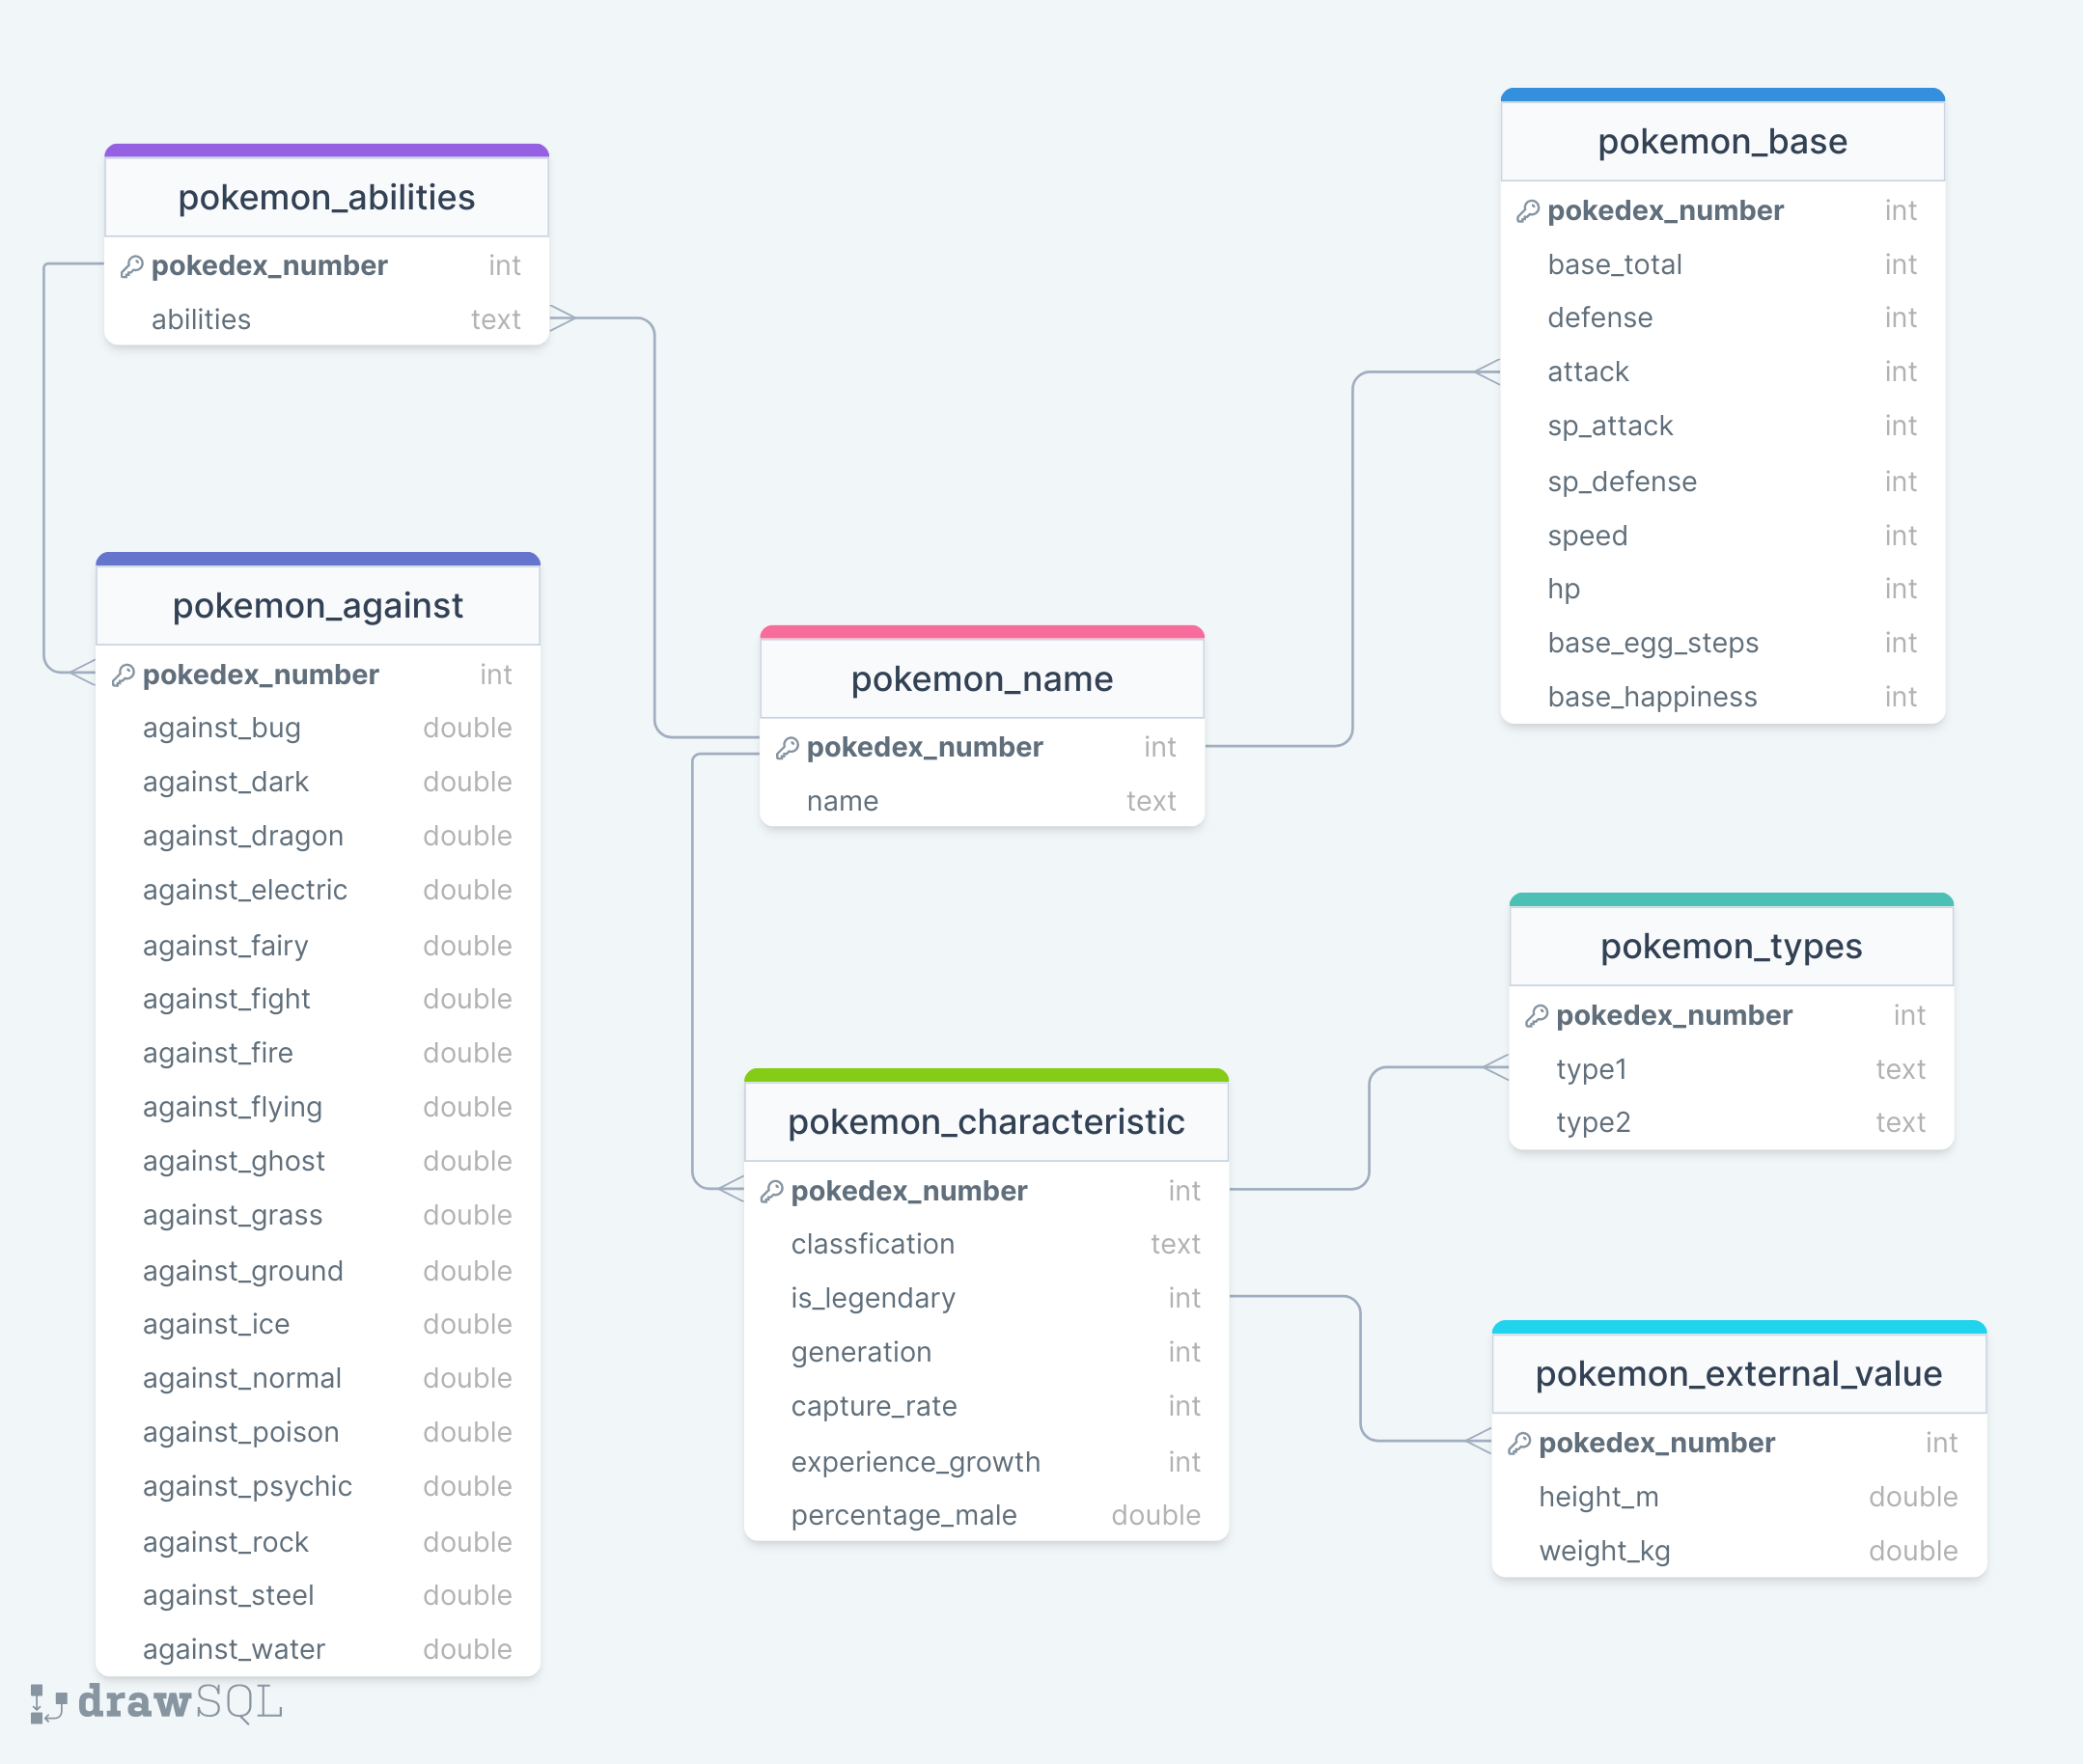 pokemon_abilities
pokedex_number int
abilities text
pokemon_against
pokedex_number int
against_bug double
against_dark double
against_dragon double
against_electric double
against_fairy double
against_fight double
against_fire double
against_flying double
against_ghost double
against_grass double
against_ground double
against_ice double
against_normal double
against_poison double
against_psychic double
against_rock double
against_steel double
against_water double
pokemon_name
pokedex_number int
name text
pokemon_characteristic
pokedex_number int
classfication text
is_legendary int
generation int
capture_rate int
experience_growth int
percentage_male double
pokemon_base
pokedex_number int
base_total int
defense int
attack int
sp_attack int
sp_defense int
speed int
hp int
base_egg_steps int
base_happiness int
pokemon_types
pokedex_number int
type1 text
type2 text
pokemon_external_value
pokedex_number int
height_m double
weight_kg double
drawSQL